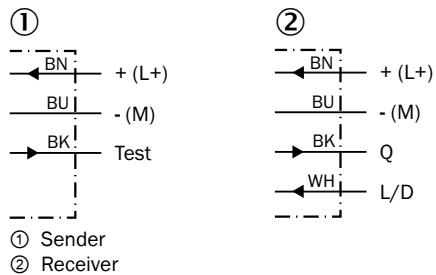 ① ②
BN + (L+)
BU - (M)
BK Test
BN + (L+)
BU - (M)
BK Q
WH L/D
① Sender
② Receiver